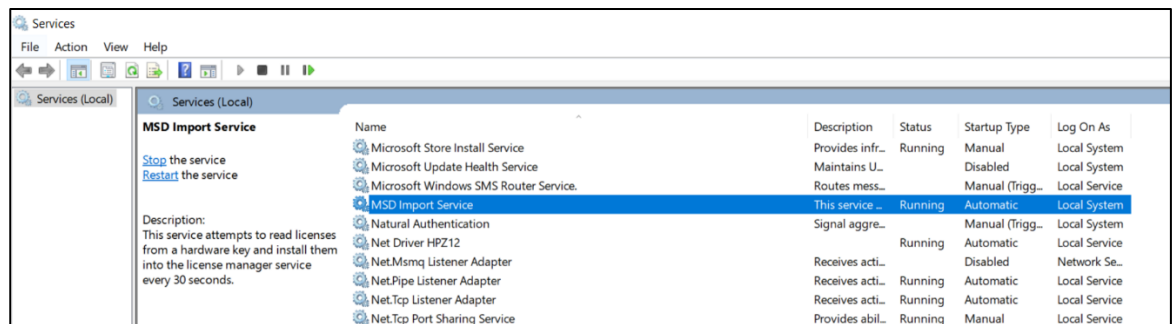 Services
File Action View Help
Services (Local)
Services (Local)
MSD Import Service
Stop the service
Restart the service
Description:
This service attempts to read licenses
from a hardware key and install them
into the license manager service
every 30 seconds.
Name Description Status Startup Type Log On As
Microsoft Store Install Service Provides infr... Running Manual Local System
Microsoft Update Health Service Maintains U... Disabled Local System
Microsoft Windows SMS Router Service. Routes mess... Manual (Trigg... Local Service
MSD Import Service This service ... Running Automatic Local System
Natural Authentication Signal aggre... Manual (Trigg... Local System
Net Driver HPZ12 Running Automatic Local Service
Net.Msmq Listener Adapter Receives acti... Disabled Network Se...
Net.Pipe Listener Adapter Receives acti... Running Automatic Local Service
Net.Tcp Listener Adapter Receives acti... Running Automatic Local Service
Net.Tcp Port Sharing Service Provides abil... Running Manual Local Service